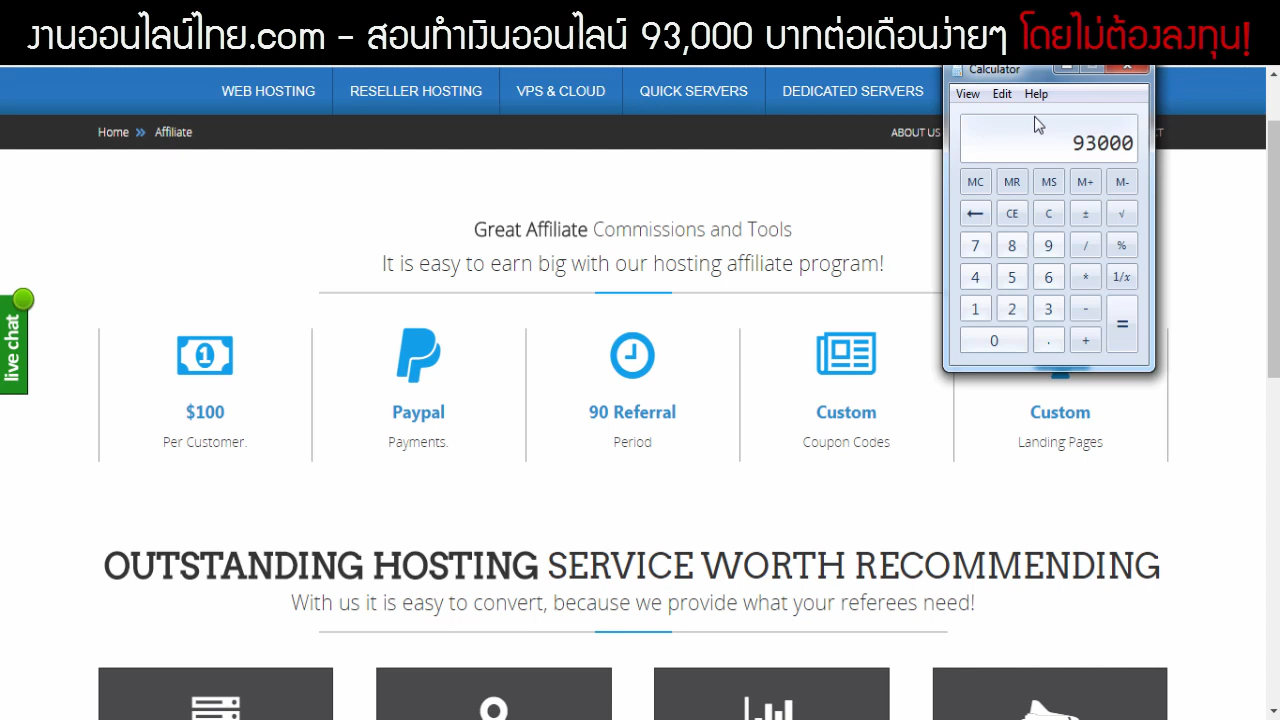 งานออนไลน์ไทย.com - สอนทำเงินออนไลน์ 93,000 บาทต่อเดือนง่ายๆ โดยไม่ต้องลงทุน!
WEB HOSTING RESELLER HOSTING VPS & CLOUD QUICK SERVERS DEDICATED SERVERS
Home » Affiliate
ABOUT US
Calculator
View Edit Help
93000
MC MR MS M+ M-
← CE C ± √
7 8 9 / %
4 5 6 * 1/x
1 2 3 - =
0 . +
Great Affiliate Commissions and Tools
It is easy to earn big with our hosting affiliate program!
live chat
$100 Paypal 90 Referral Custom Custom
Per Customer. Payments. Period Coupon Codes Landing Pages
OUTSTANDING HOSTING SERVICE WORTH RECOMMENDING
With us it is easy to convert, because we provide what your referees need!